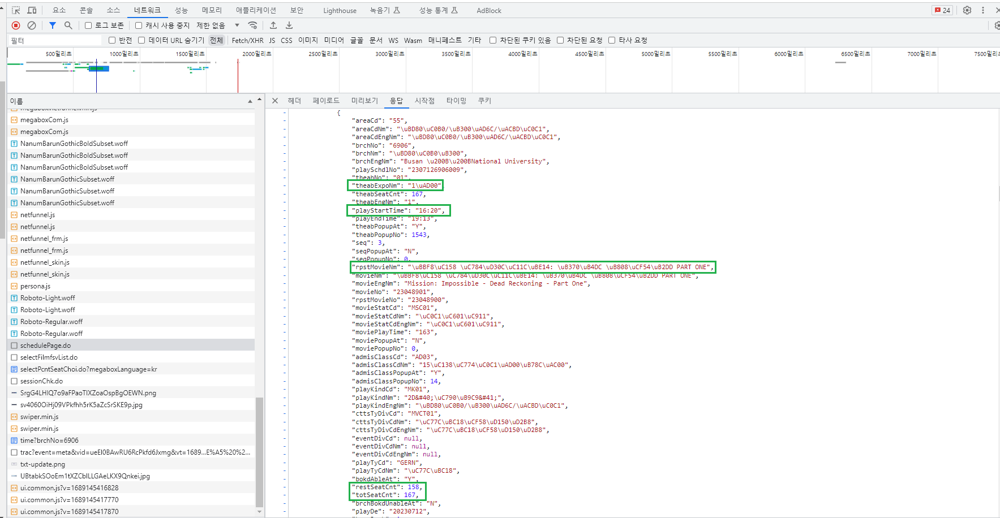 요소 콘솔 소스 네트워크 성능 메모리 애플리케이션 보안 Lighthouse 녹음기 성능 통계 AdBlock 24
로그 보존 캐시 사용 중지 제한 없음
필터 반전 데이터 URL 숨기기 전체 Fetch/XHR JS CSS 이미지 미디어 글꼴 문서 WS Wasm 매니페스트 기타 차단된 쿠키 있음 차단된 요청 타사 요청
500밀리초 1000밀리초 1500밀리초 2000밀리초 2500밀리초 3000밀리초 3500밀리초 4000밀리초 4500밀리초 5000밀리초 5500밀리초 6000밀리초 6500밀리초 7000밀리초 7500밀리초
이름
megaboxCom.js
megaboxCom.js
NanumBarunGothicBoldSubset.woff
NanumBarunGothicBoldSubset.woff
NanumBarunGothicBoldSubset.woff
NanumBarunGothicSubset.woff
NanumBarunGothicSubset.woff
NanumBarunGothicSubset.woff
netfunnel.js
netfunnel.js
netfunnel_frm.js
netfunnel_frm.js
netfunnel_skin.js
netfunnel_skin.js
persona.js
Roboto-Light.woff
Roboto-Light.woff
Roboto-Regular.woff
Roboto-Regular.woff
schedulePage.do
selectFilmfsvList.do
selectPcntSeatChoi.do?megaboxLanguage=kr
sessionChk.do
SrgG4LHIQ7o9aFPaoTlXZoaOspBgOEWN.png
sv4060OiHj09VPkfhh5rK5aZcSrSKE9p.jpg
swiper.min.js
swiper.min.js
time?brchNo=6906
trac?event=meta&vid=ueEI0BAwRU6RcPkfd6Jxmg&vt=1689...E%A5%20%2...
txt-update.png
UBtabkSOoEm1tXZCbILLGAeLKX9Qnkei.jpg
ui.common.js?v=1689145416828
ui.common.js?v=1689145417770
ui.common.js?v=1689145417870
헤더 페이로드 미리보기 응답 시작점 타이밍 쿠키
{
"areaCd": "55",
"areaCdNm": "\uBD80\uC0B0/\uB300\uAD6C/\uACBD\uC0C1",
"areaCdEngNm": "\uBD80\uC0B0/\uB300\uAD6C/\uACBD\uC0C1",
"brchNo": "6906",
"brchNm": "\uBD80\uC0B0\uB300",
"brchEngNm": "Busan \u200B\u200BNational University",
"playSchdlNo": "2307126906009",
"theabNo": "01",
"theabExpoNm": "1\uAD00"
"theabSeatCnt": 167,
"theabEngNm": "1",
"playStartTime": "16:20",
"playEndTime": "19:13",
"theabPopupAt": "Y",
"theabPopupNo": 1543,
"seq": 3,
"seqPopupAt": "N",
"seqPopupNo": 0,
"rpstMovieNm": "\uBBF8\uC158 \uC784\uD30C\uC11C\uBE14: \uB370\uB4DC \uB808\uCF54\uB2DD PART ONE",
"movieNm": "\uBBF8\uC158 \uC784\uD30C\uC11C\uBE14: \uB370\uB4DC \uB808\uCF54\uB2DD PART ONE",
"movieEngNm": "Mission: Impossible - Dead Reckoning - Part One",
"movieNo": "23048901",
"rpstMovieNo": "23048900",
"movieStatCd": "MSC01",
"movieStatCdNm": "\uC0C1\uC601\uC911",
"movieStatCdEngNm": "\uC0C1\uC601\uC911",
"moviePlayTime": "163",
"moviePopupAt": "N",
"moviePopupNo": 0,
"admisClassCd": "AD03",
"admisClassCdNm": "15\uC138\uC774\uC0C1\uAD00\uB78C\uAC00",
"admisClassPopupAt": "Y",
"admisClassPopupNo": 14,
"playKindCd": "MK01",
"playKindNm": "2D&#40;\uC790\uB9C9&#41;",
"playKindEngNm": "\uBD80\uC0B0/\uB300\uAD6C/\uACBD\uC0C1",
"cttsTyDivCd": "MVCT01",
"cttsTyDivCdNm": "\uC77C\uBC18\uCF58\uD150\uD2B8",
"cttsTyDivCdEngNm": "\uC77C\uBC18\uCF58\uD150\uD2B8",
"eventDivCd": null,
"eventDivCdNm": null,
"eventDivCdEngNm": null,
"playTyCd": "GERN",
"playTyCdNm": "\uC77C\uBC18",
"bokdAbleAt": "Y",
"restSeatCnt": 158,
"totSeatCnt": 167,
"brchBokdUnableAt": "N",
"playDe": "20230712",